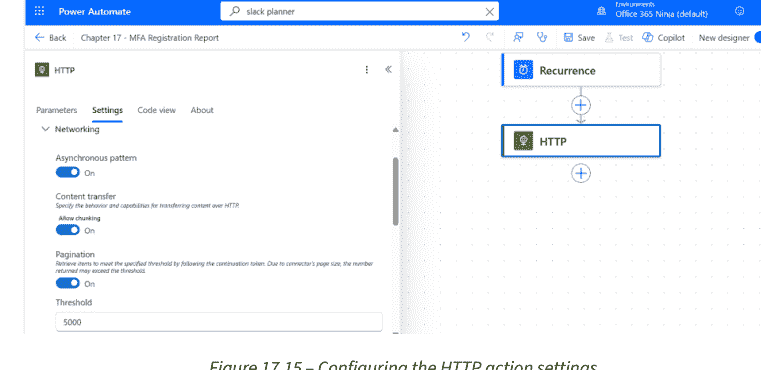 Power Automate
slack planner
Environments
Office 365 Ninja (default)
Back
Chapter 17 - MFA Registration Report
Save
Test
Copilot
New designer
HTTP
Parameters
Settings
Code view
About
Networking
Asynchronous pattern
On
Content transfer
Specify the behavior and capabilities for transferring content over HTTP.
Allow chunking
On
Pagination
Retrieve items to meet the specified threshold by following the continuation token. Due to connector's page size, the number
returned may exceed the threshold.
On
Threshold
5000
Recurrence
HTTP
Figure 17.15 – Configuring the HTTP action settings